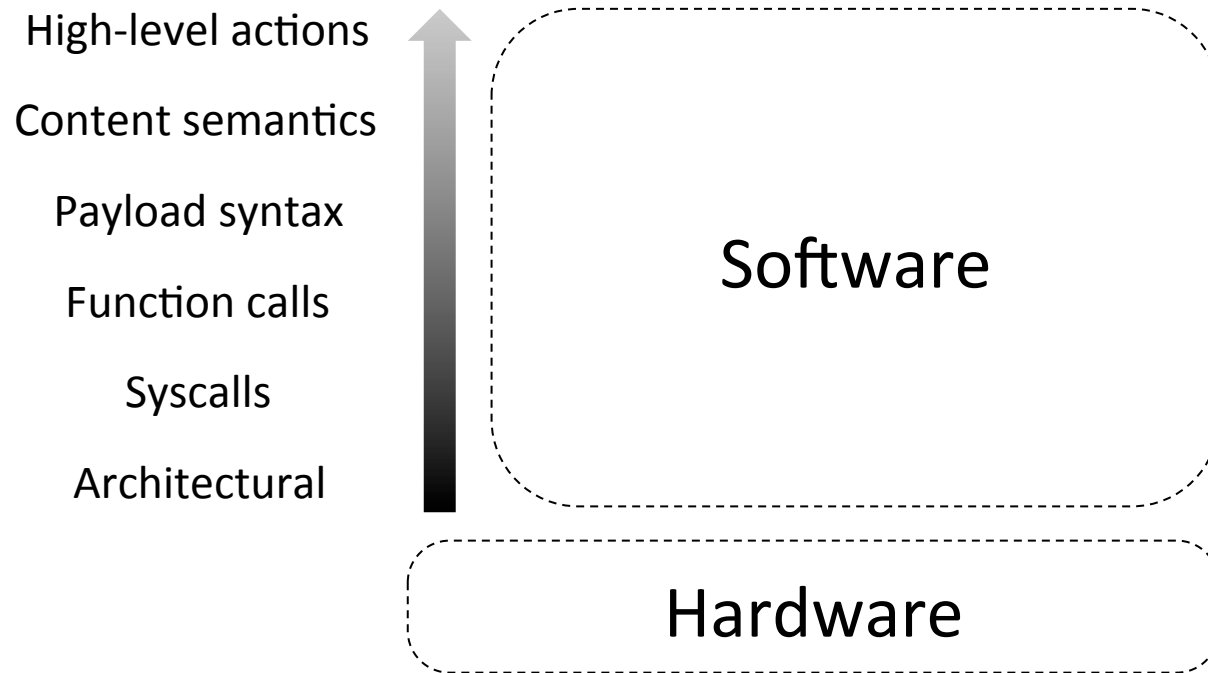 High-level actions
Content semantics
Payload syntax
Function calls
Syscalls
Architectural
Software
Hardware